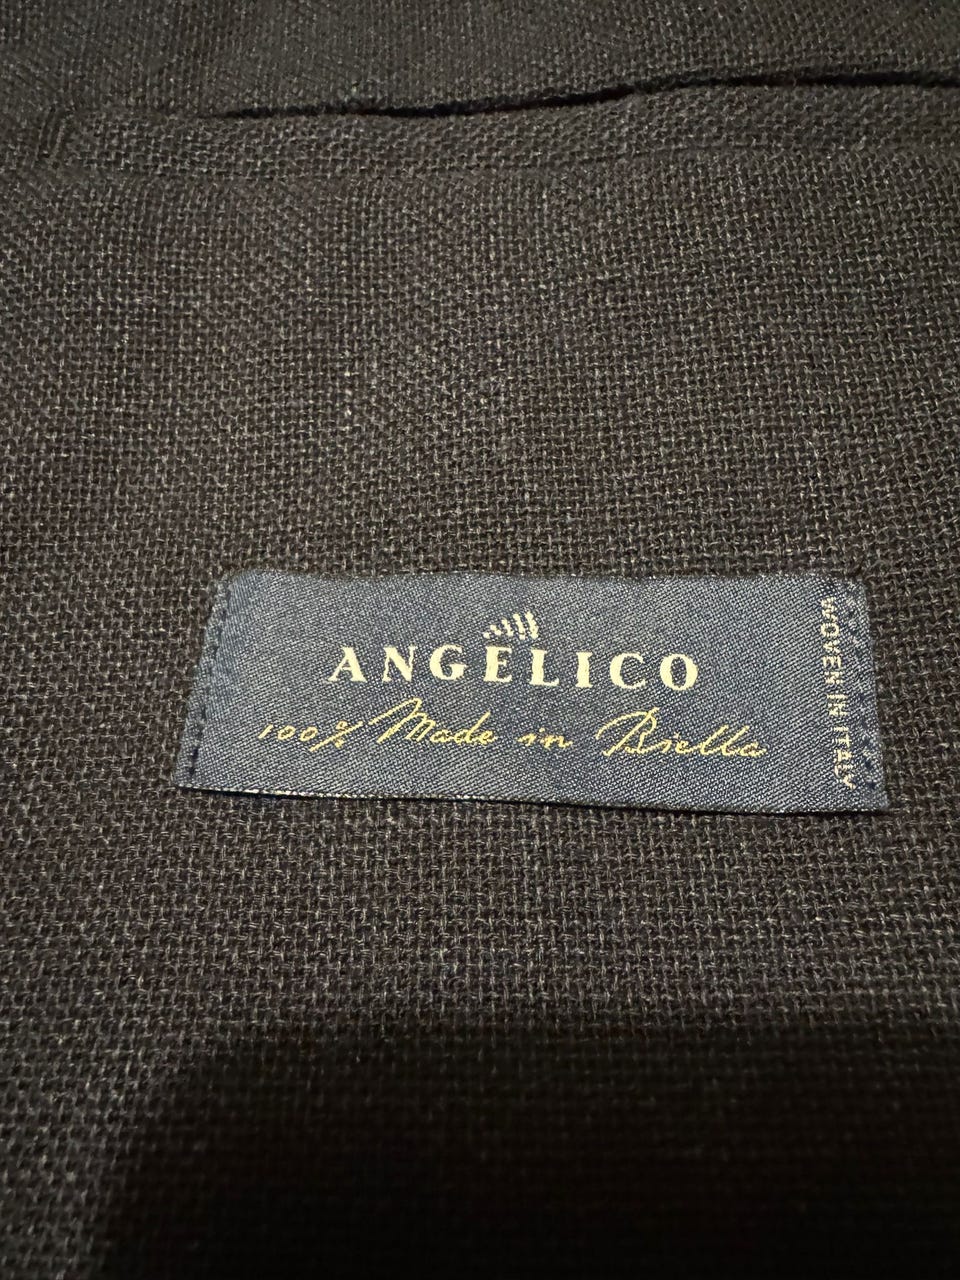 ANGELICO
100% Made in Biella
WOVEN IN ITALY